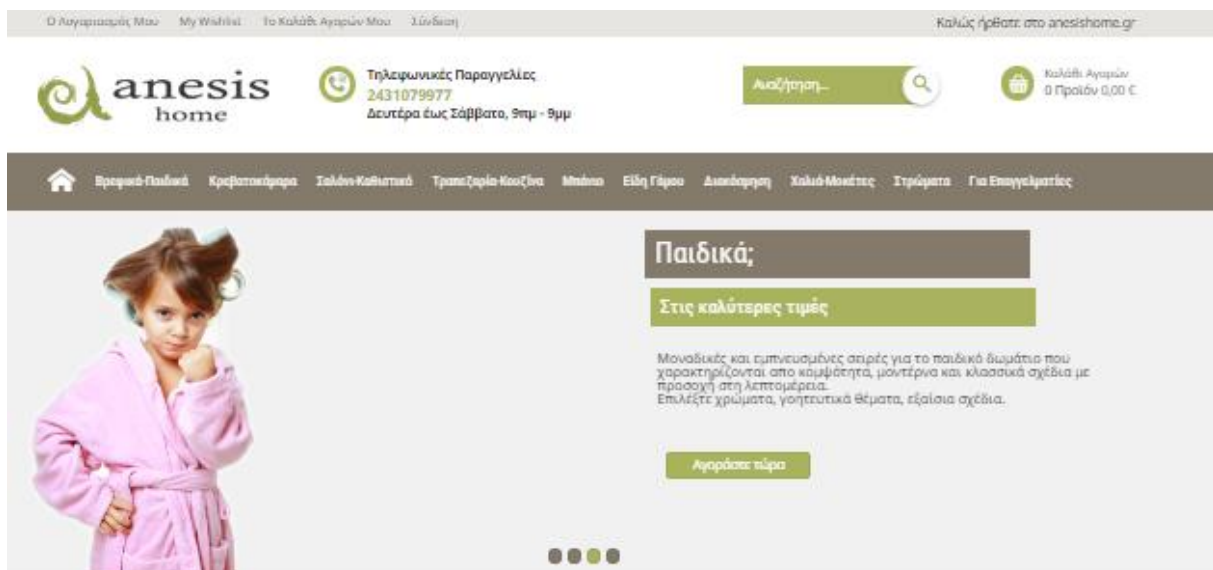 Ο Λογαριασμός Μου My Wishlist Το Καλάθι Αγορών Μου Σύνδεση
Καλώς ήρθατε στο anesishome.gr
anesis
home
Τηλεφωνικές Παραγγελίες
2431079977
Δευτέρα έως Σάββατο, 9πμ - 9μμ
Αναζήτηση...
Καλάθι Αγορών
0 Προϊόν 0,00 €
Βρεφικά-Παιδικά Κρεβατοκάμαρα Σαλόνι-Καθιστικό Τραπεζαρία-Κουζίνα Μπάνιο Είδη Γάμου Διακόσμηση Χαλιά-Μοκέτες Στρώματα Για Επαγγελματίες
Παιδικά;
Στις καλύτερες τιμές
Μοναδικές και εμπνευσμένες σειρές για το παιδικό δωμάτιο που
χαρακτηρίζονται απο κομψότητα, μοντέρνα και κλασσικά σχέδια με
προσοχή στη λεπτομέρεια.
Επιλέξτε χρώματα, γοητευτικά θέματα, εξαίσια σχέδια.
Αγοράστε τώρα